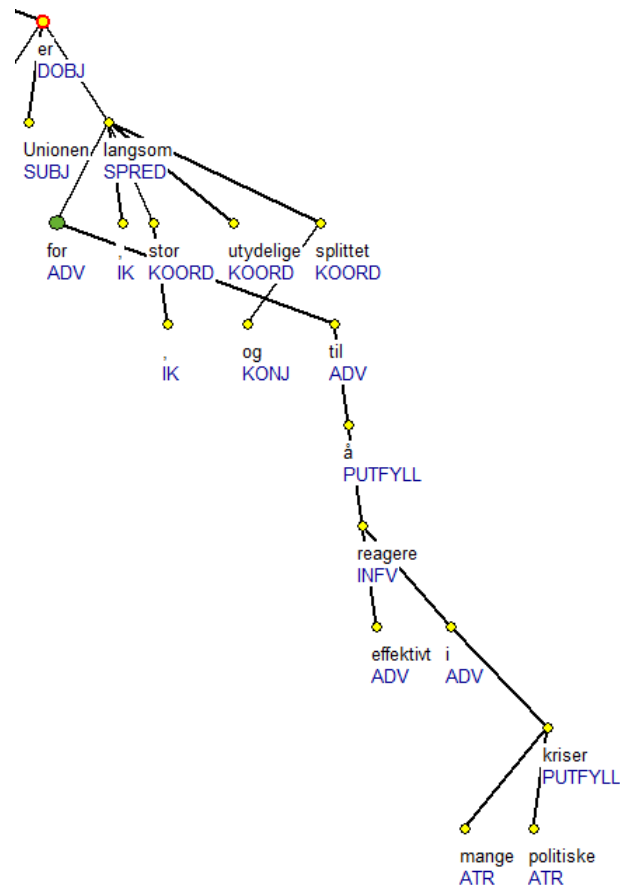 er
DOBJ
Unionen langsom
SUBJ SPRED
for , stor utydelige splittet
ADV IK KOORD KOORD KOORD
, og til
IK KONJ ADV
å
PUTFYLL
reagere
INFV
effektivt i
ADV ADV
kriser
PUTFYLL
mange politiske
ATR ATR